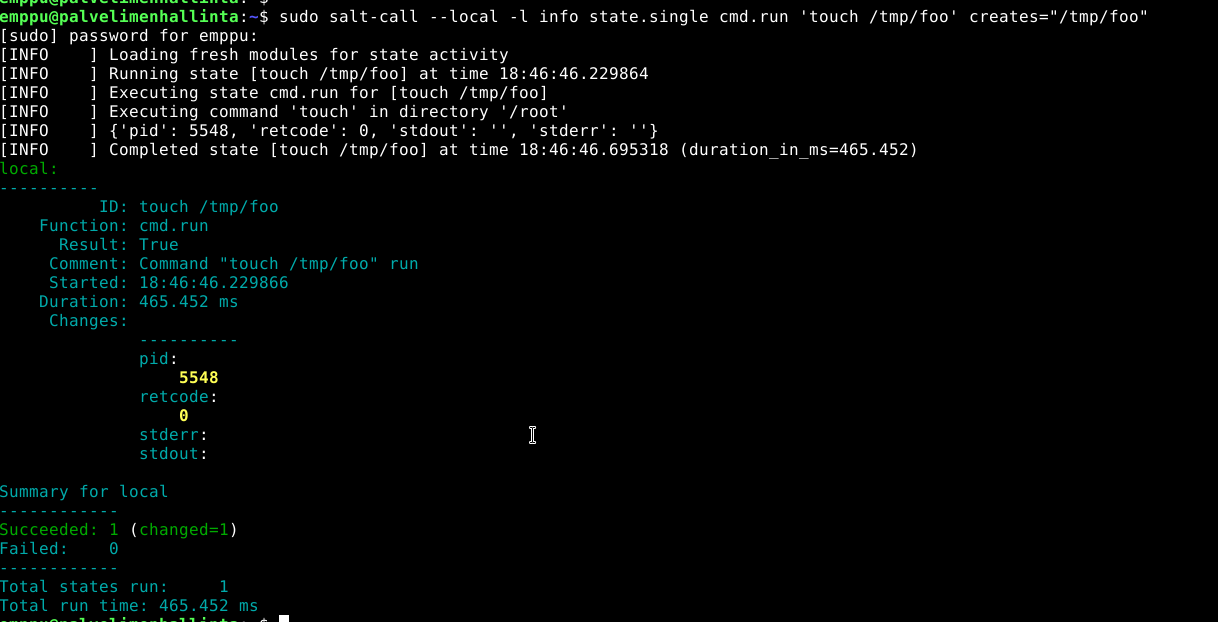 emppu@palvelimenhallinta:~$
emppu@palvelimenhallinta:~$ sudo salt-call --local -l info state.single cmd.run 'touch /tmp/foo' creates="/tmp/foo"
[sudo] password for emppu:
[INFO    ] Loading fresh modules for state activity
[INFO    ] Running state [touch /tmp/foo] at time 18:46:46.229864
[INFO    ] Executing state cmd.run for [touch /tmp/foo]
[INFO    ] Executing command 'touch' in directory '/root'
[INFO    ] {'pid': 5548, 'retcode': 0, 'stdout': '', 'stderr': ''}
[INFO    ] Completed state [touch /tmp/foo] at time 18:46:46.695318 (duration_in_ms=465.452)
local:
----------
          ID: touch /tmp/foo
    Function: cmd.run
      Result: True
     Comment: Command "touch /tmp/foo" run
     Started: 18:46:46.229866
    Duration: 465.452 ms
     Changes:
              ----------
              pid:
                  5548
              retcode:
                  0
              stderr:
              stdout:
Summary for local
------------
Succeeded: 1 (changed=1)
Failed:    0
------------
Total states run:     1
Total run time: 465.452 ms
emppu@palvelimenhallinta:~$